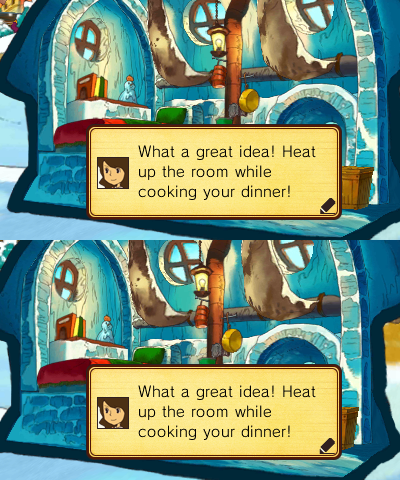 What a great idea! Heat
up the room while
cooking your dinner!
What a great idea! Heat
up the room while
cooking your dinner!